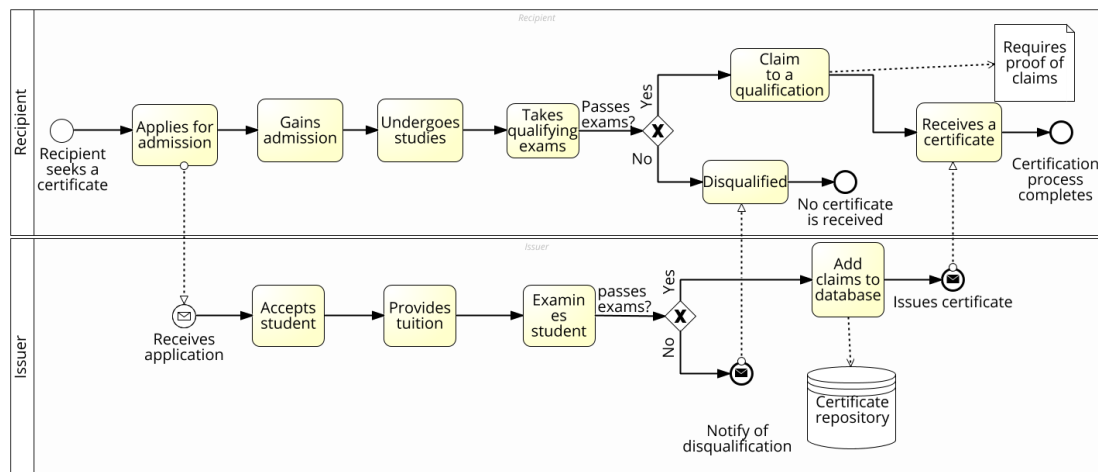 Recipient
Recipient
Recipient
seeks a
certificate
Applies for
admission
Gains
admission
Undergoes
studies
Takes
qualifying
exams
Passes
exams?
Yes
No
Claim
to a
qualification
Requires
proof of
claims
Receives a
certificate
Certification
process
completes
Disqualified
No certificate
is received
Issuer
Issuer
Receives
application
Accepts
student
Provides
tuition
Examin
es
student
passes
exams?
Yes
No
Add
claims to
database
Issues certificate
Notify of
disqualification
Certificate
repository